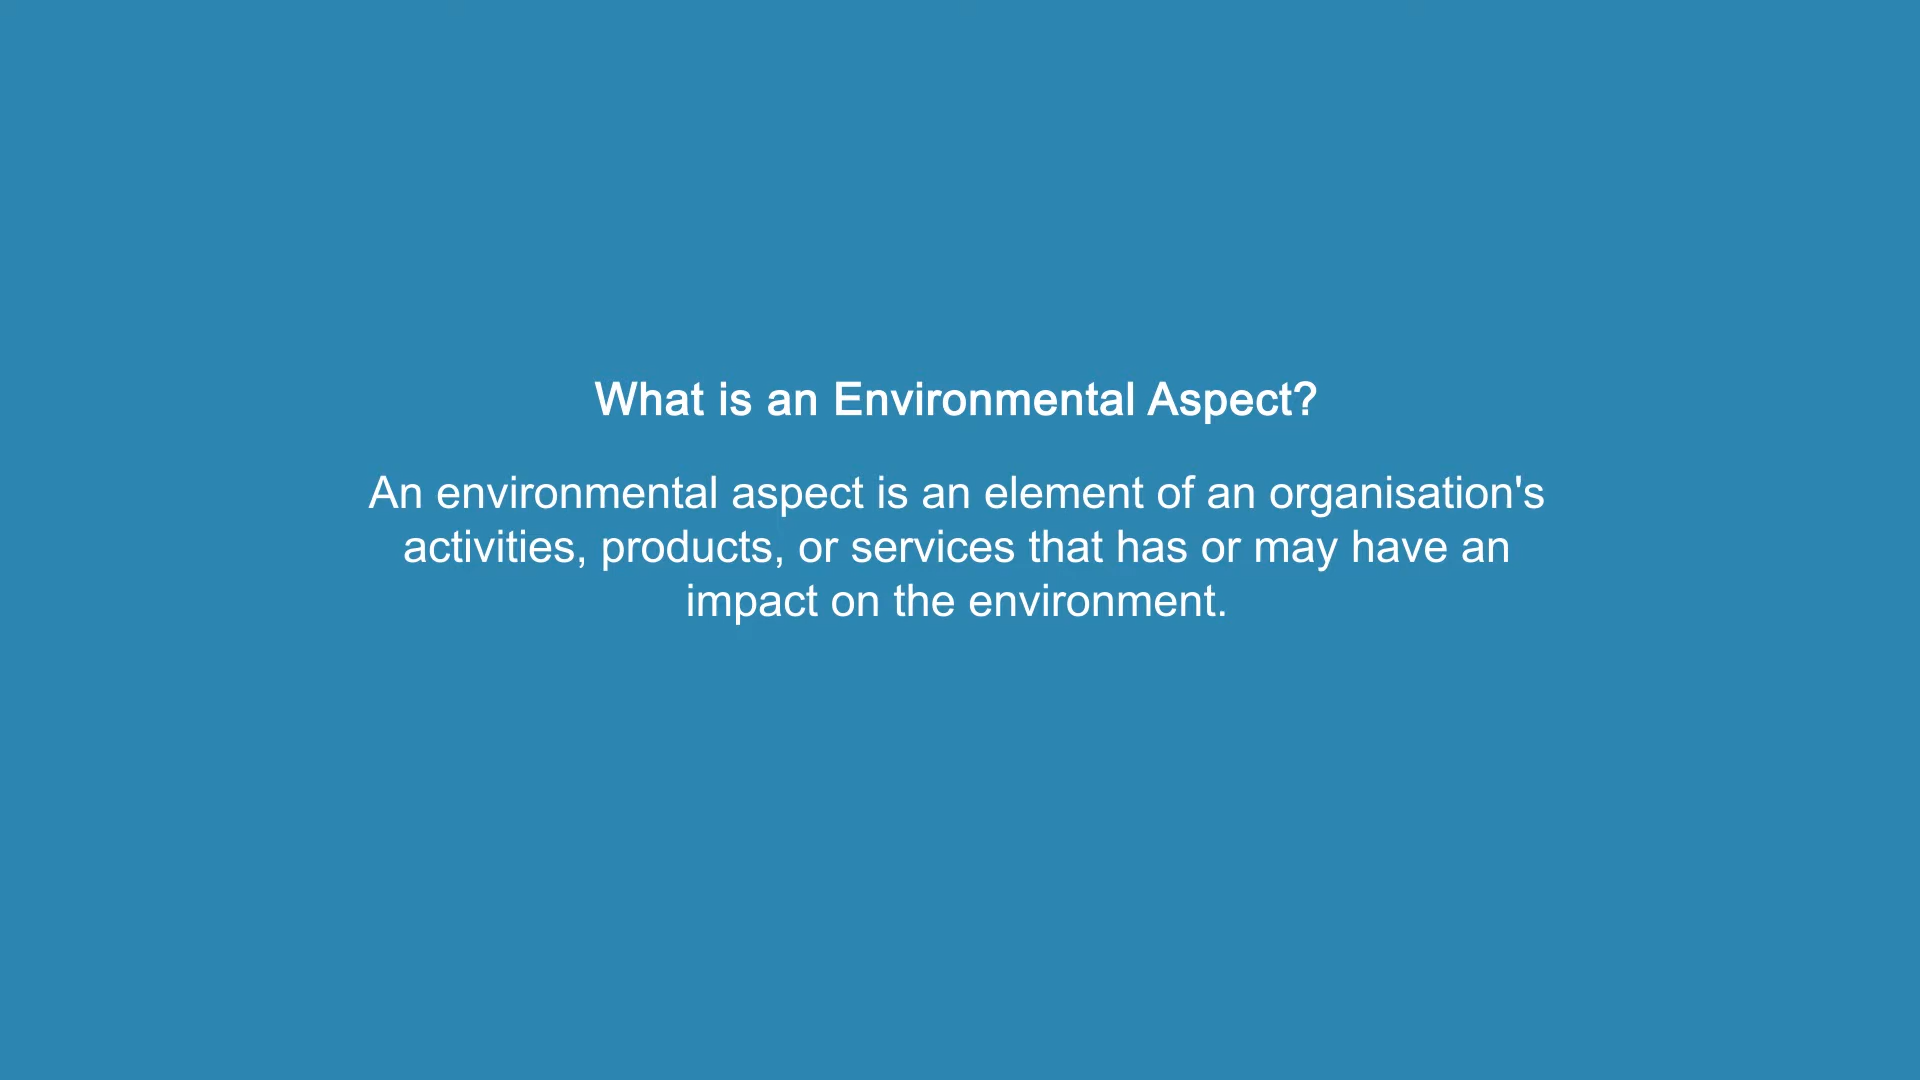 What is an Environmental Aspect?
An environmental aspect is an element of an organisation's
activities, products, or services that has or may have an
impact on the environment.